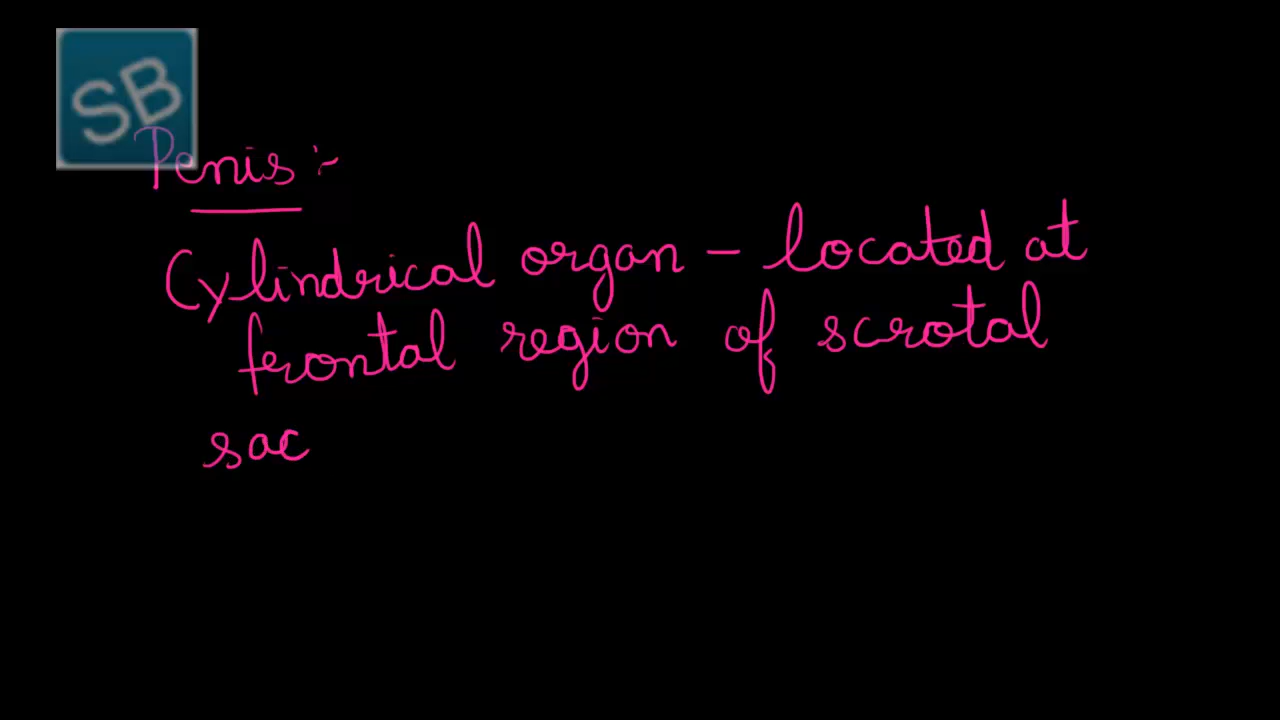 SB
Penis :-
Cylindrical organ – located at
frontal region of scrotal
sac